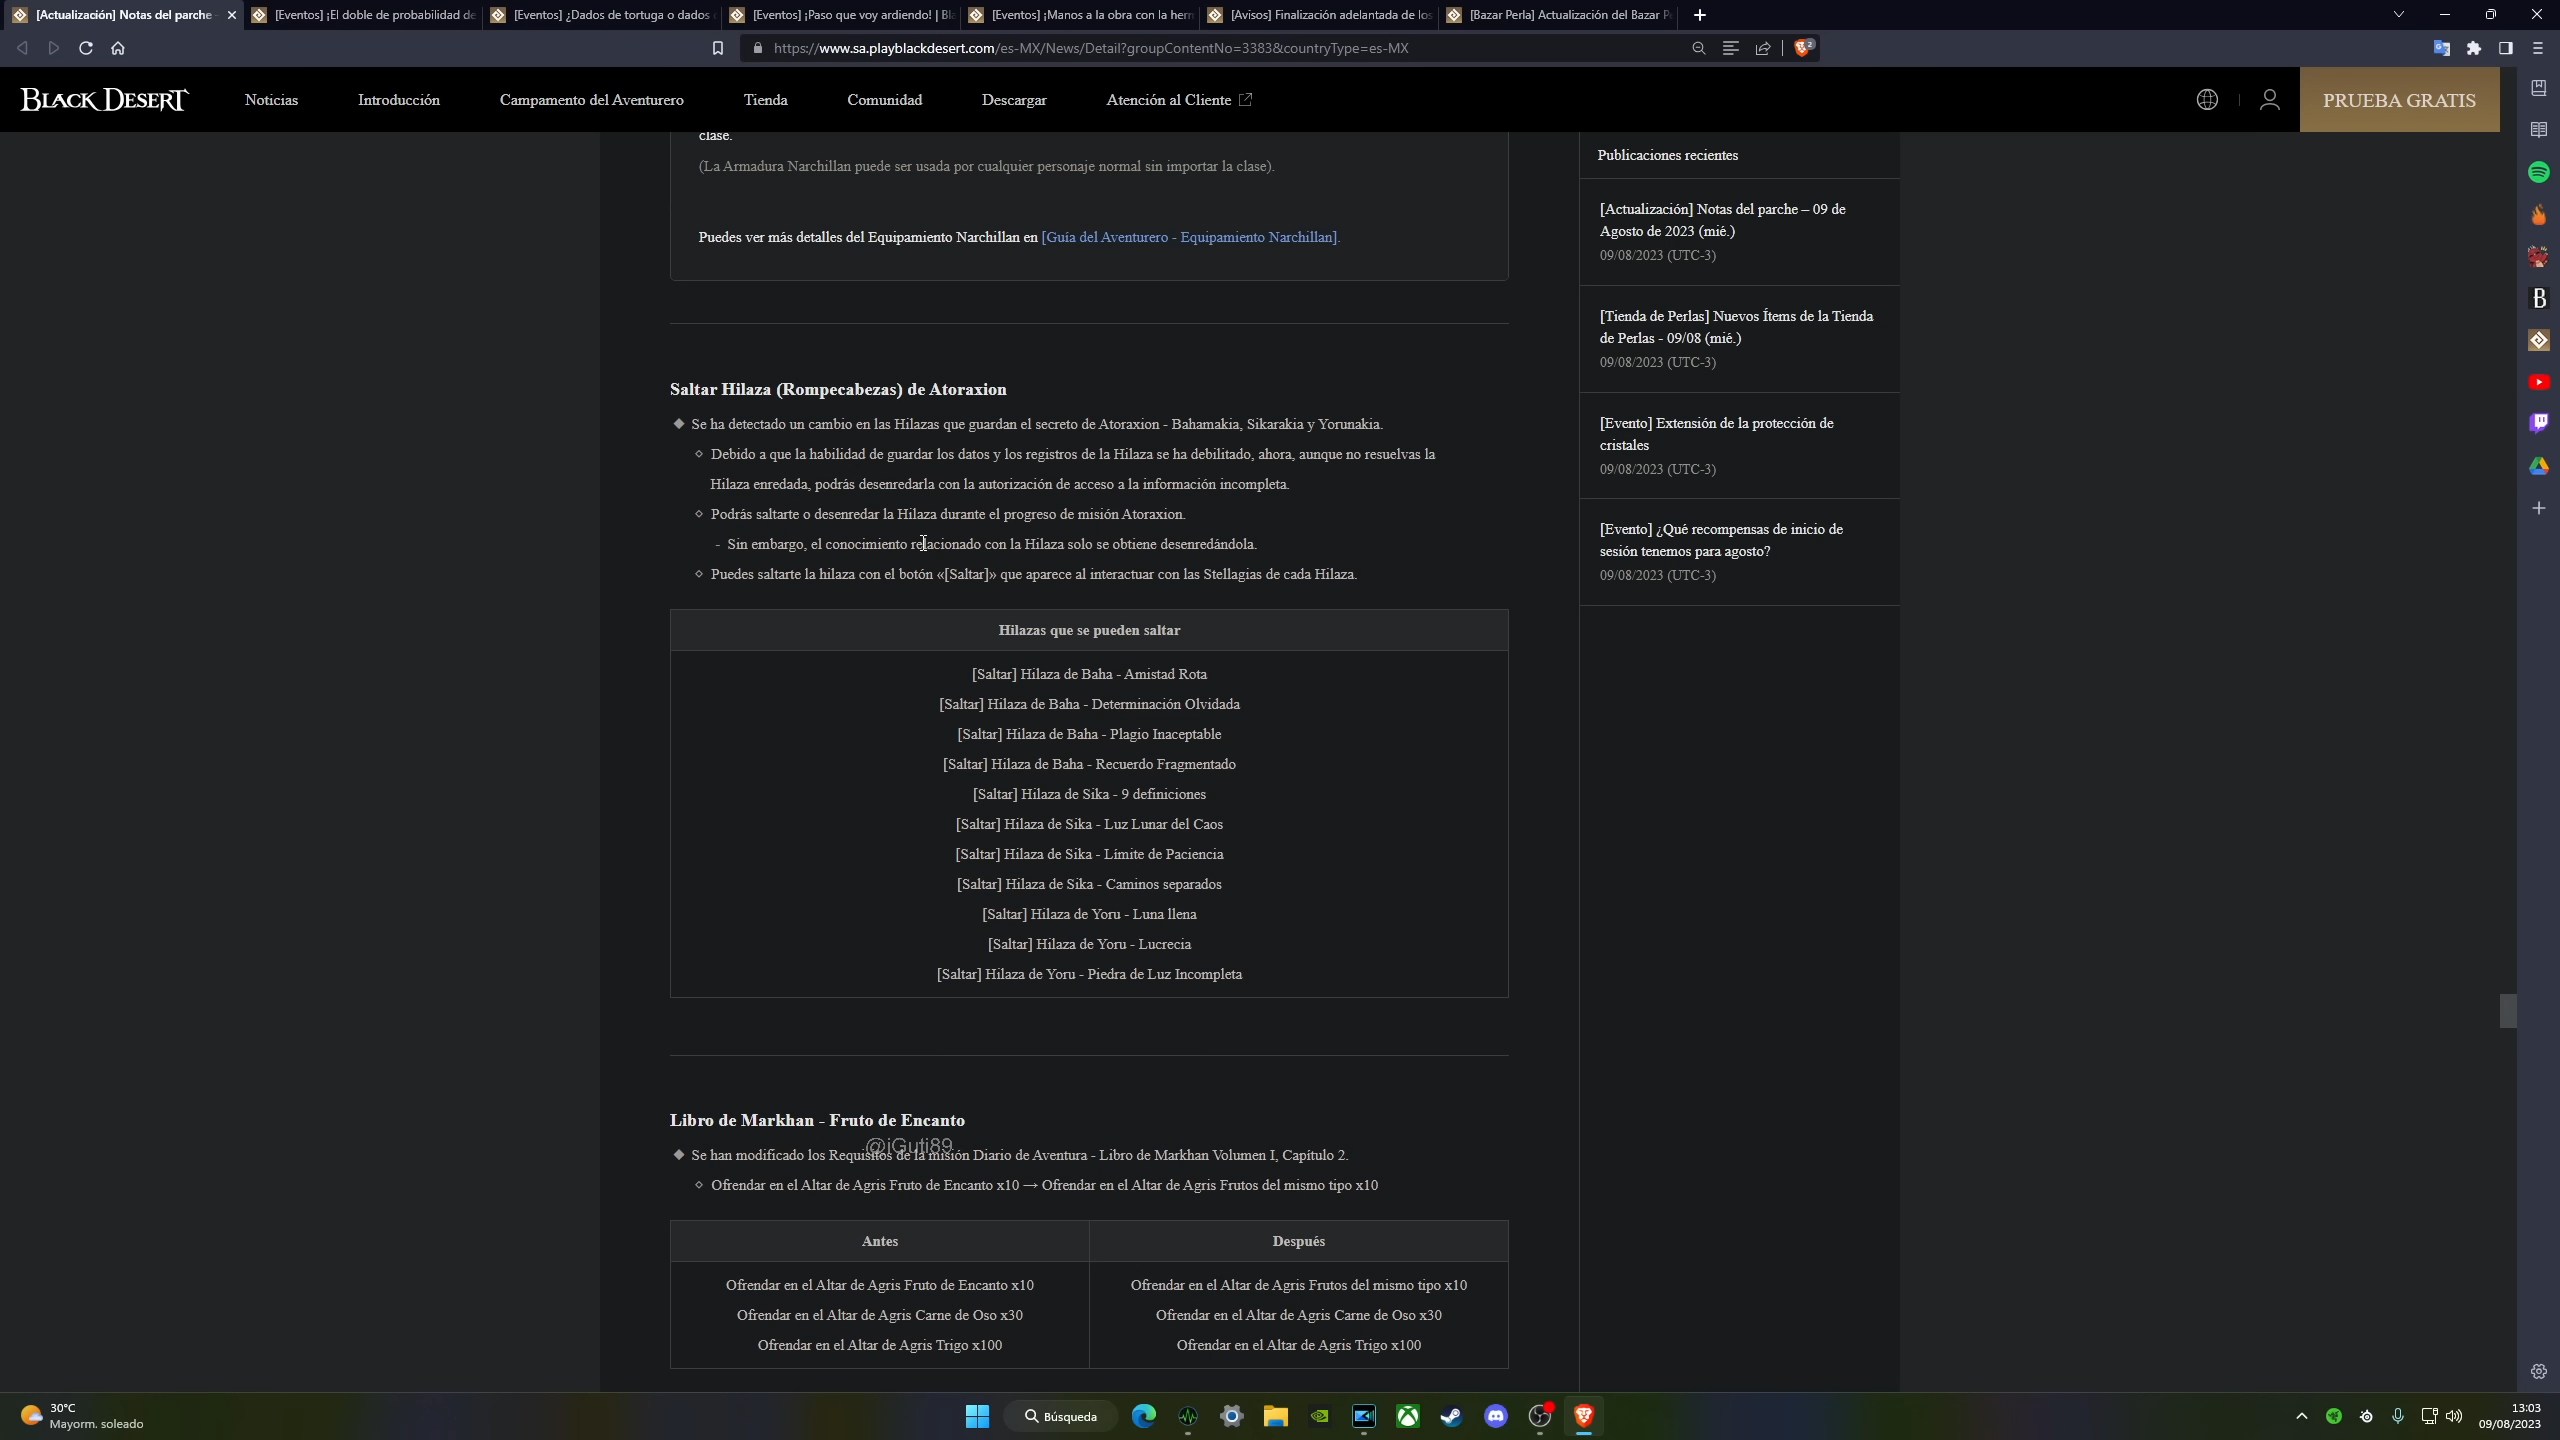 [Actualización] Notas del parche
[Eventos] ¡El doble de probabilidad de
[Eventos] ¿Dados de tortuga o dados
[Eventos] ¡Paso que voy ardiendo! | Bl
[Eventos] ¡Manos a la obra con la herr
[Avisos] Finalización adelantada de los
[Bazar Perla] Actualización del Bazar P
https://www.sa.playblackdesert.com/es-MX/News/Detail?groupContentNo=3383&countryType=es-MX
2
BLACK DESERT
Noticias
Introducción
Campamento del Aventurero
Tienda
Comunidad
Descargar
Atención al Cliente
PRUEBA GRATIS
clase.
(La Armadura Narchillan puede ser usada por cualquier personaje normal sin importar la clase).
Puedes ver más detalles del Equipamiento Narchillan en [Guía del Aventurero - Equipamiento Narchillan].
Saltar Hilaza (Rompecabezas) de Atoraxion
◆ Se ha detectado un cambio en las Hilazas que guardan el secreto de Atoraxion - Bahamakia, Sikarakia y Yorunakia.
◇ Debido a que la habilidad de guardar los datos y los registros de la Hilaza se ha debilitado, ahora, aunque no resuelvas la
Hilaza enredada, podrás desenredarla con la autorización de acceso a la información incompleta.
◇ Podrás saltarte o desenredar la Hilaza durante el progreso de misión Atoraxion.
- Sin embargo, el conocimiento relacionado con la Hilaza solo se obtiene desenredándola.
◇ Puedes saltarte la hilaza con el botón «[Saltar]» que aparece al interactuar con las Stellagias de cada Hilaza.
Hilazas que se pueden saltar
[Saltar] Hilaza de Baha - Amistad Rota
[Saltar] Hilaza de Baha - Determinación Olvidada
[Saltar] Hilaza de Baha - Plagio Inaceptable
[Saltar] Hilaza de Baha - Recuerdo Fragmentado
[Saltar] Hilaza de Sika - 9 definiciones
[Saltar] Hilaza de Sika - Luz Lunar del Caos
[Saltar] Hilaza de Sika - Límite de Paciencia
[Saltar] Hilaza de Sika - Caminos separados
[Saltar] Hilaza de Yoru - Luna llena
[Saltar] Hilaza de Yoru - Lucrecia
[Saltar] Hilaza de Yoru - Piedra de Luz Incompleta
Libro de Markhan - Fruto de Encanto
@iGuti89
◆ Se han modificado los Requisitos de la misión Diario de Aventura - Libro de Markhan Volumen I, Capítulo 2.
◇ Ofrendar en el Altar de Agris Fruto de Encanto x10 → Ofrendar en el Altar de Agris Frutos del mismo tipo x10
Antes
Después
Ofrendar en el Altar de Agris Fruto de Encanto x10
Ofrendar en el Altar de Agris Carne de Oso x30
Ofrendar en el Altar de Agris Trigo x100
Ofrendar en el Altar de Agris Frutos del mismo tipo x10
Ofrendar en el Altar de Agris Carne de Oso x30
Ofrendar en el Altar de Agris Trigo x100
Publicaciones recientes
[Actualización] Notas del parche – 09 de
Agosto de 2023 (mié.)
09/08/2023 (UTC-3)
[Tienda de Perlas] Nuevos Ítems de la Tienda
de Perlas - 09/08 (mié.)
09/08/2023 (UTC-3)
[Evento] Extensión de la protección de
cristales
09/08/2023 (UTC-3)
[Evento] ¿Qué recompensas de inicio de
sesión tenemos para agosto?
09/08/2023 (UTC-3)
30°C
Mayorm. soleado
Búsqueda
13:03
09/08/2023